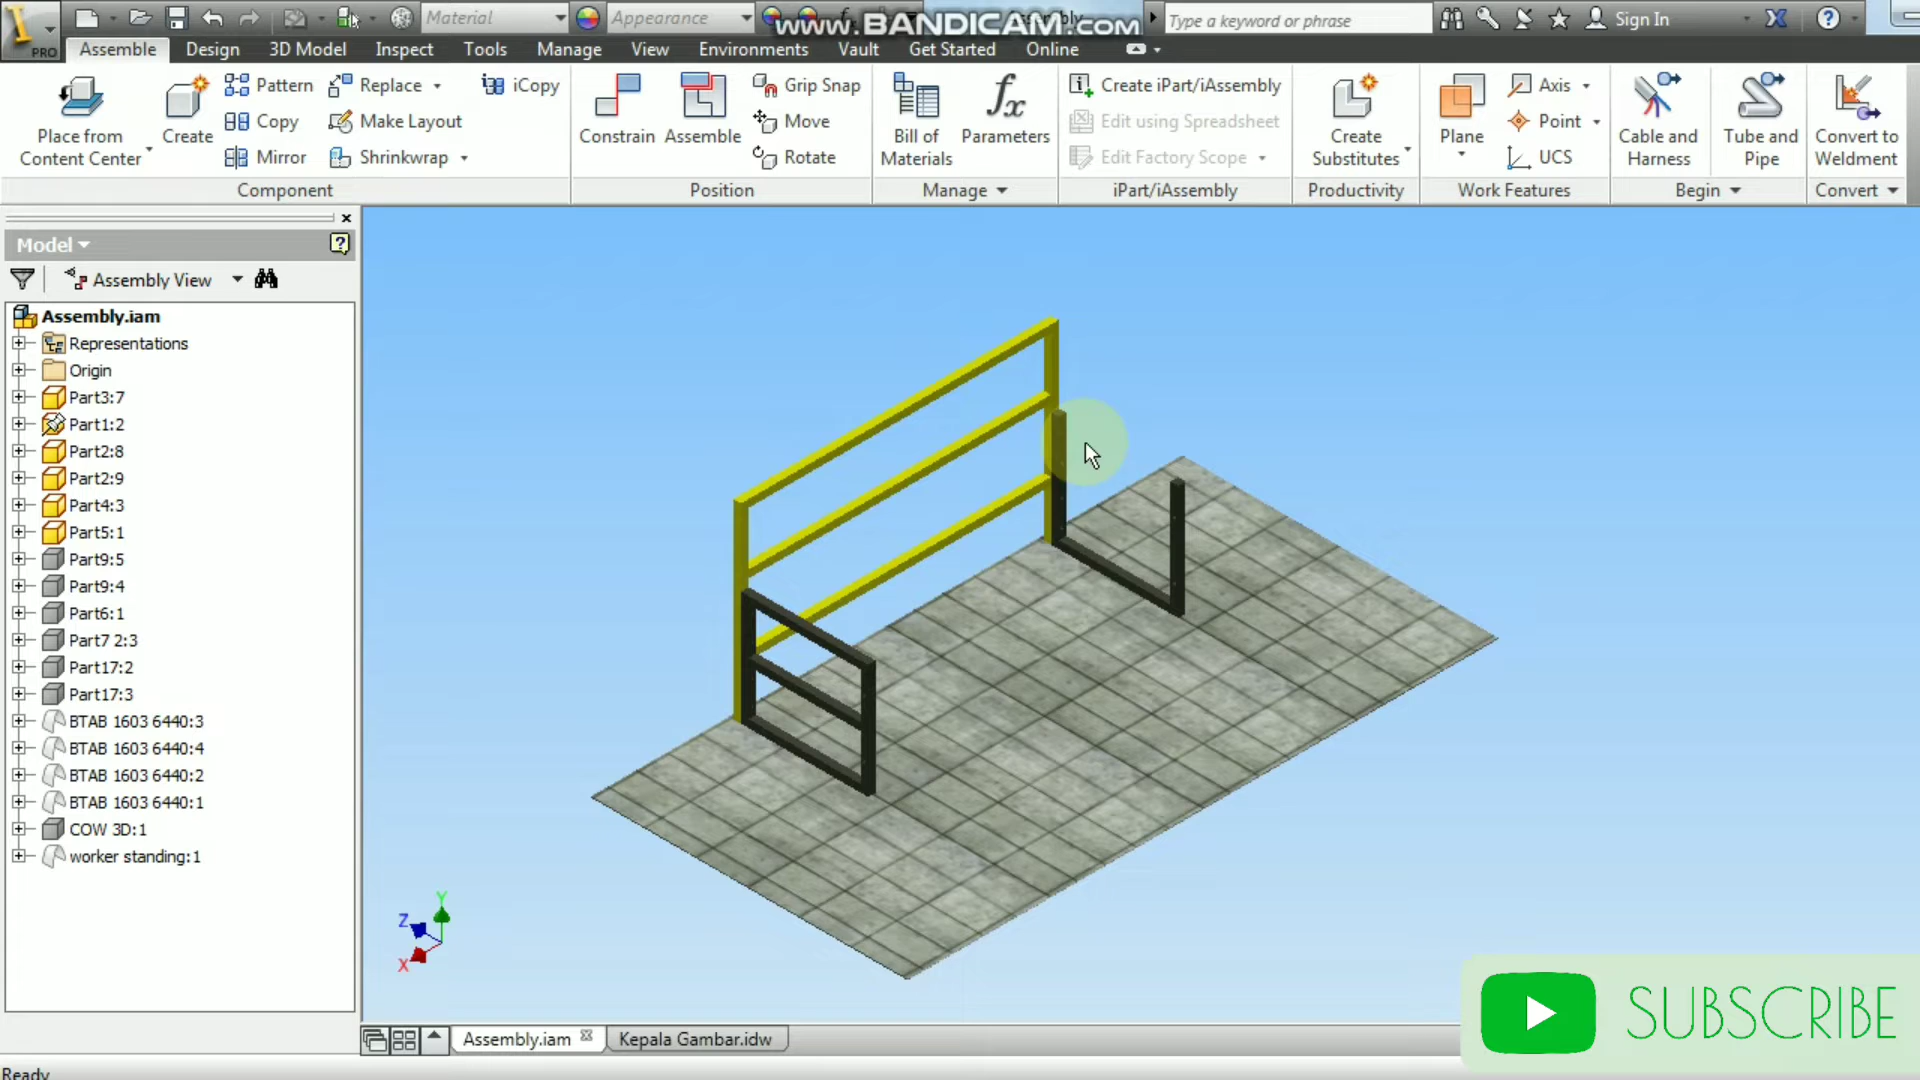 PRO
Material
Appearance
www.BANDICAM.com
Type a keyword or phrase
Sign In
Assemble
Design
3D Model
Inspect
Tools
Manage
View
Environments
Vault
Get Started
Online
Place from
Content Center
Create
Pattern
Copy
Mirror
Replace
Make Layout
Shrinkwrap
iCopy
Component
Constrain
Assemble
Grip Snap
Move
Rotate
Position
Bill of
Materials
Parameters
Manage
Create iPart/iAssembly
Edit using Spreadsheet
Edit Factory Scope
iPart/iAssembly
Create
Substitutes
Productivity
Plane
Axis
Point
UCS
Work Features
Cable and
Harness
Tube and
Pipe
Begin
Convert to
Weldment
Convert
Model
Assembly View
Assembly.iam
Representations
Origin
Part3:7
Part1:2
Part2:8
Part2:9
Part4:3
Part5:1
Part9:5
Part9:4
Part6:1
Part7 2:3
Part17:2
Part17:3
BTAB 1603 6440:3
BTAB 1603 6440:4
BTAB 1603 6440:2
BTAB 1603 6440:1
COW 3D:1
worker standing:1
Y
Z
X
Assembly.iam
Kepala Gambar.idw
SUBSCRIBE
Ready